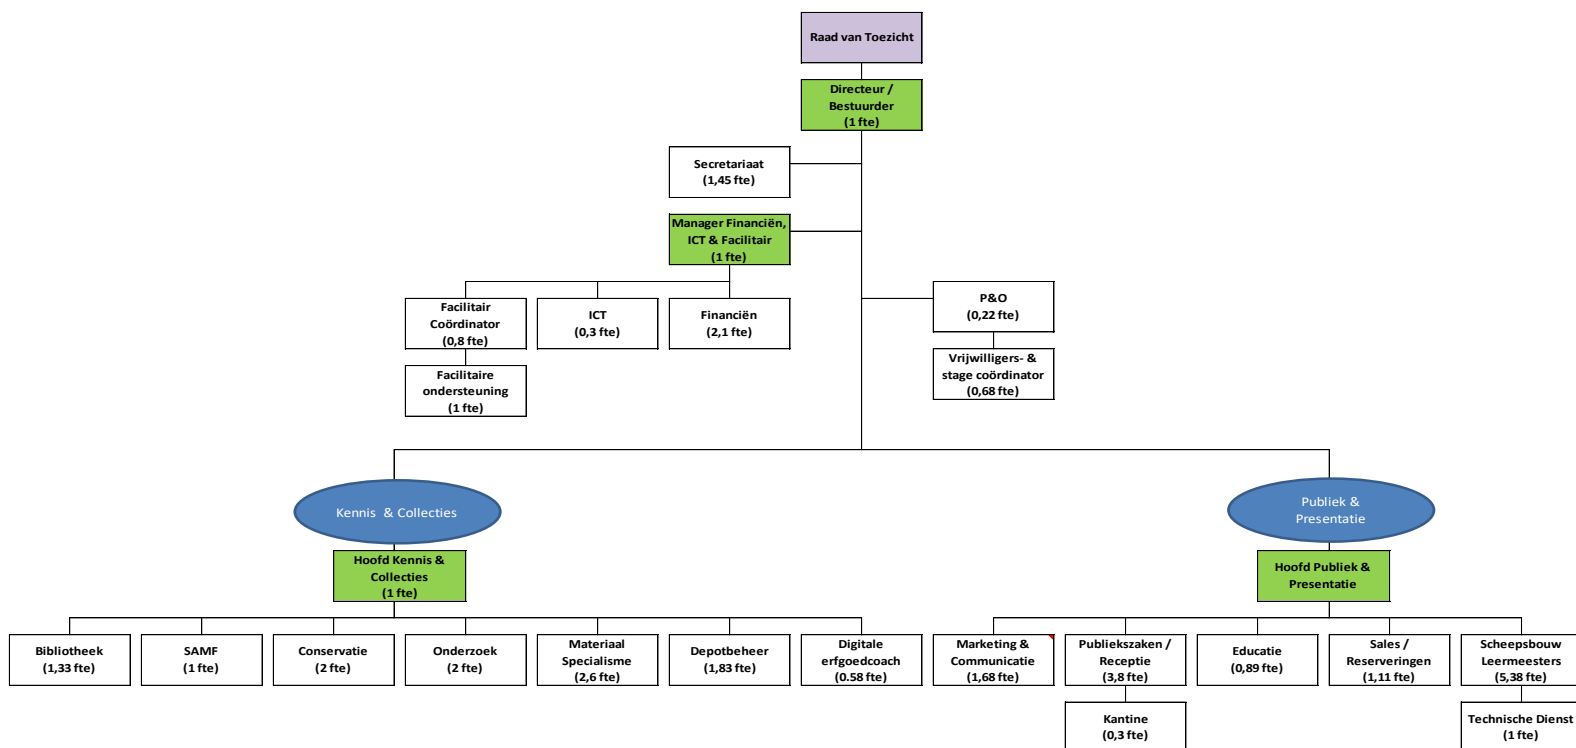 Raad van Toezicht
Directeur /
Bestuurder
(1 fte)
Secretariaat
(1,45 fte)
Manager Financiën,
ICT & Facilitair
(1 fte)
Facilitair
Coördinator
(0,8 fte)
ICT
(0,3 fte)
Financiën
(2,1 fte)
P&O
(0,22 fte)
Facilitaire
ondersteuning
(1 fte)
Vrijwilligers- &
stage coördinator
(0,68 fte)
Kennis & Collecties
Publiek &
Presentatie
Hoofd Kennis &
Collecties
(1 fte)
Hoofd Publiek &
Presentatie
Bibliotheek
(1,33 fte)
SAMF
(1 fte)
Conservatie
(2 fte)
Onderzoek
(2 fte)
Materiaal
Specialisme
(2,6 fte)
Depotbeheer
(1,83 fte)
Digitale
erfgoedcoach
(0.58 fte)
Marketing &
Communicatie
(1,68 fte)
Publiekszaken /
Receptie
(3,8 fte)
Educatie
(0,89 fte)
Sales /
Reserveringen
(1,11 fte)
Scheepsbouw
Leermeesters
(5,38 fte)
Kantine
(0,3 fte)
Technische Dienst
(1 fte)